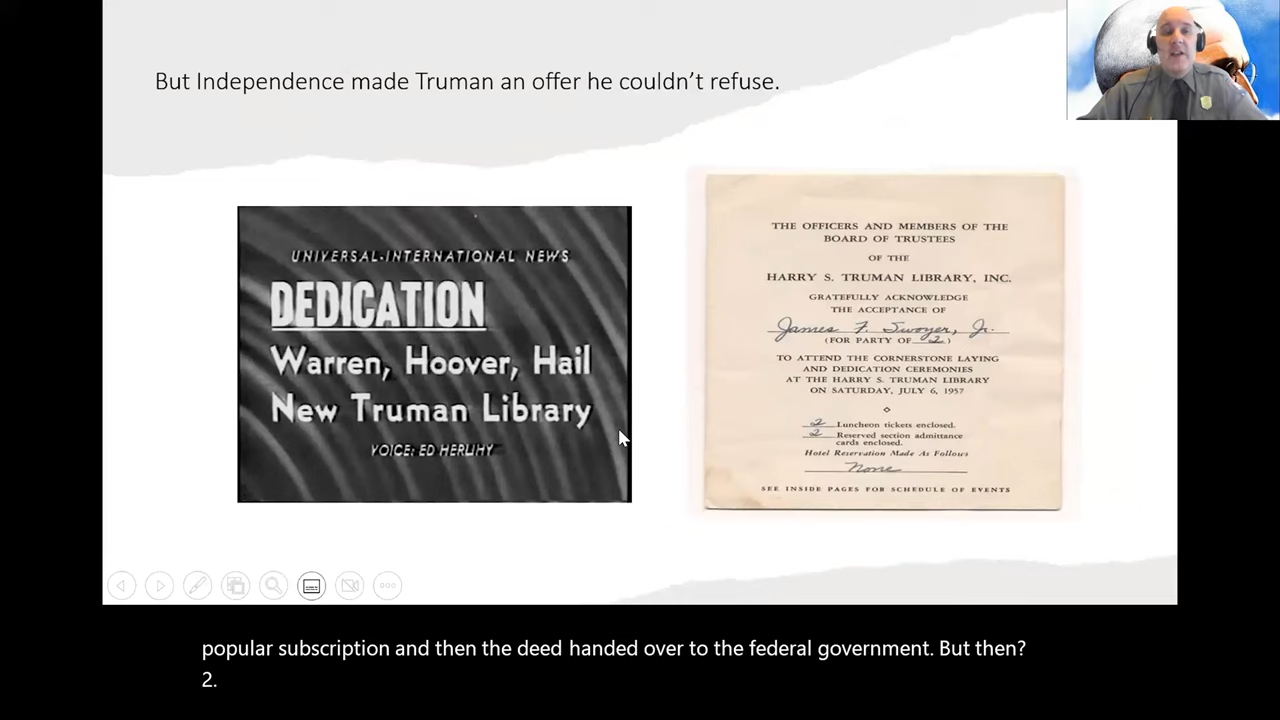 But Independence made Truman an offer he couldn't refuse.
UNIVERSAL-INTERNATIONAL NEWS
DEDICATION
Warren, Hoover, Hail
New Truman Library
VOICE: ED HERLIHY
THE OFFICERS AND MEMBERS OF THE
BOARD OF TRUSTEES
OF THE
HARRY S. TRUMAN LIBRARY, INC.
GRATEFULLY ACKNOWLEDGE
THE ACCEPTANCE OF
James F. Swoyer, Jr.
(FOR PARTY OF 2)
TO ATTEND THE CORNERSTONE LAYING
AND DEDICATION CEREMONIES
AT THE HARRY S. TRUMAN LIBRARY
ON SATURDAY, JULY 6, 1957
2 Luncheon tickets enclosed.
2 Reserved section admittance
cards enclosed.
Hotel Reservation Made As Follows
None
SEE INSIDE PAGES FOR SCHEDULE OF EVENTS
popular subscription and then the deed handed over to the federal government. But then?
2.